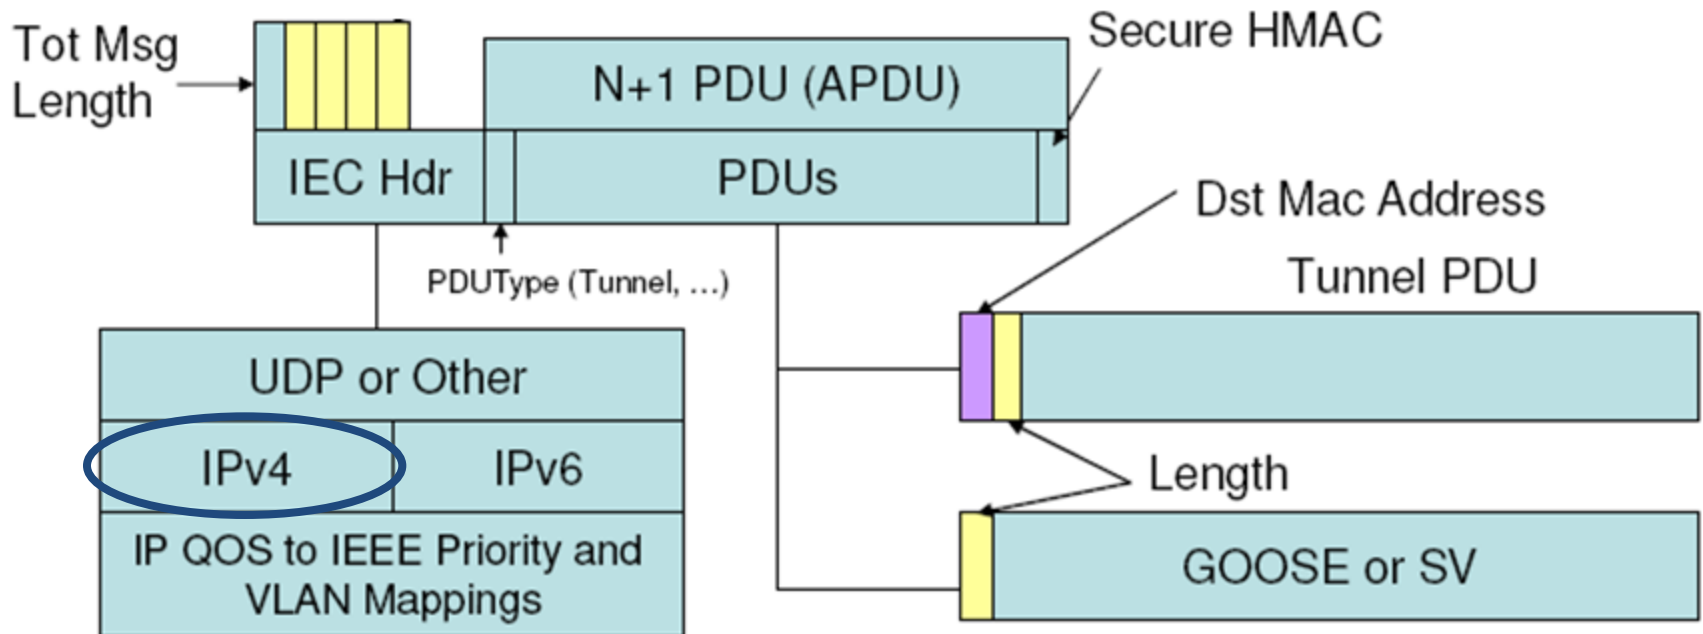 Tot Msg
Length
N+1 PDU (APDU)
Secure HMAC
IEC Hdr
PDUs
Dst Mac Address
PDUType (Tunnel, ...)
Tunnel PDU
UDP or Other
IPv4
IPv6
Length
IP QOS to IEEE Priority and
VLAN Mappings
GOOSE or SV